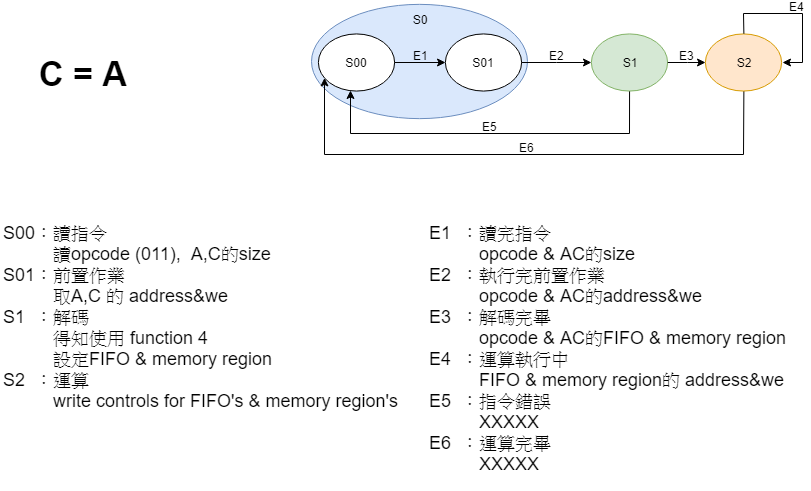 S0
E4
S00
E1
S01
E2
S1
E3
S2
C = A
E5
E6
S00：讀指令
讀opcode (011), A,C的size
S01：前置作業
取A,C 的 address&we
S1 ：解碼
得知使用 function 4
設定FIFO & memory region
S2 ：運算
write controls for FIFO's & memory region's
E1 ：讀完指令
opcode & AC的size
E2 ：執行完前置作業
opcode & AC的address&we
E3 ：解碼完畢
opcode & AC的FIFO & memory region
E4 ：運算執行中
FIFO & memory region的 address&we
E5 ：指令錯誤
XXXXX
E6 ：運算完畢
XXXXX